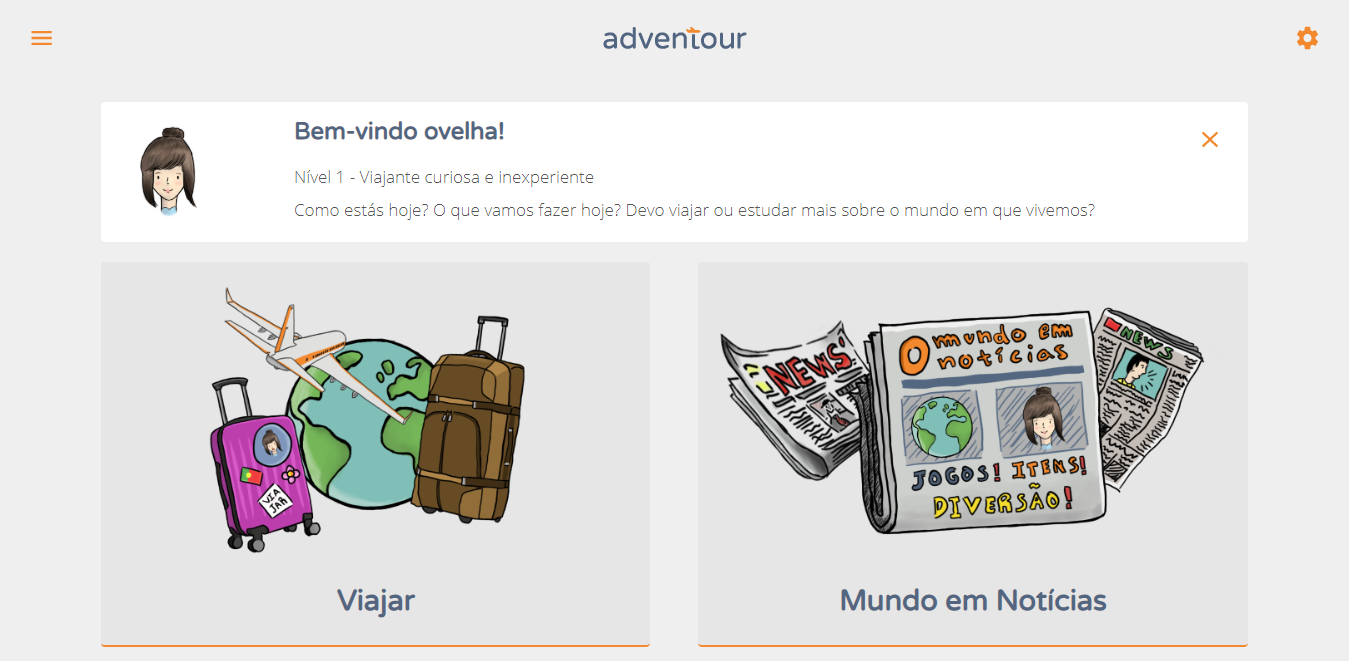 adventour
Bem-vindo ovelha!
Nível 1 - Viajante curiosa e inexperiente
Como estás hoje? O que vamos fazer hoje? Devo viajar ou estudar mais sobre o mundo em que vivemos?
VIA
JAR
Viajar
NEWS
O mundo em
notícias
JOGOS! ITENS!
DIVERSÃO!
NEWS
Mundo em Notícias